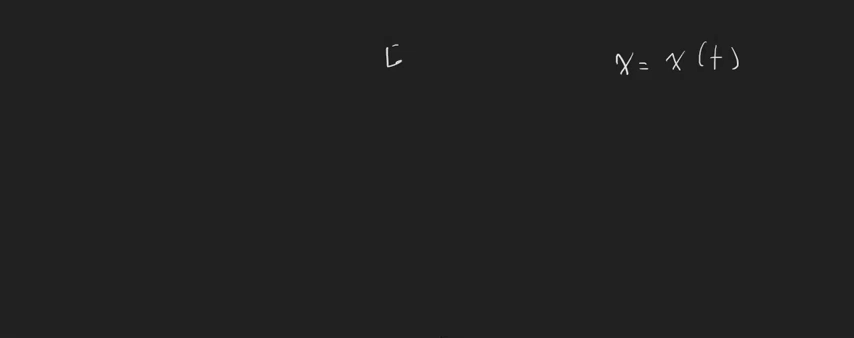 x = x(t)